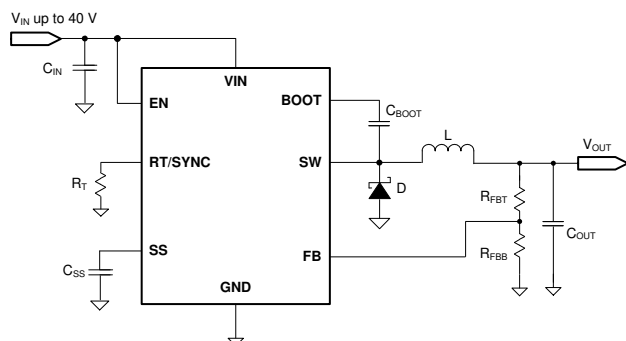 V_IN up to 40 V
C_IN
VIN
EN
BOOT
C_BOOT
L
RT/SYNC
SW
V_OUT
R_T
D
R_FBT
SS
C_OUT
C_SS
FB
R_FBB
GND